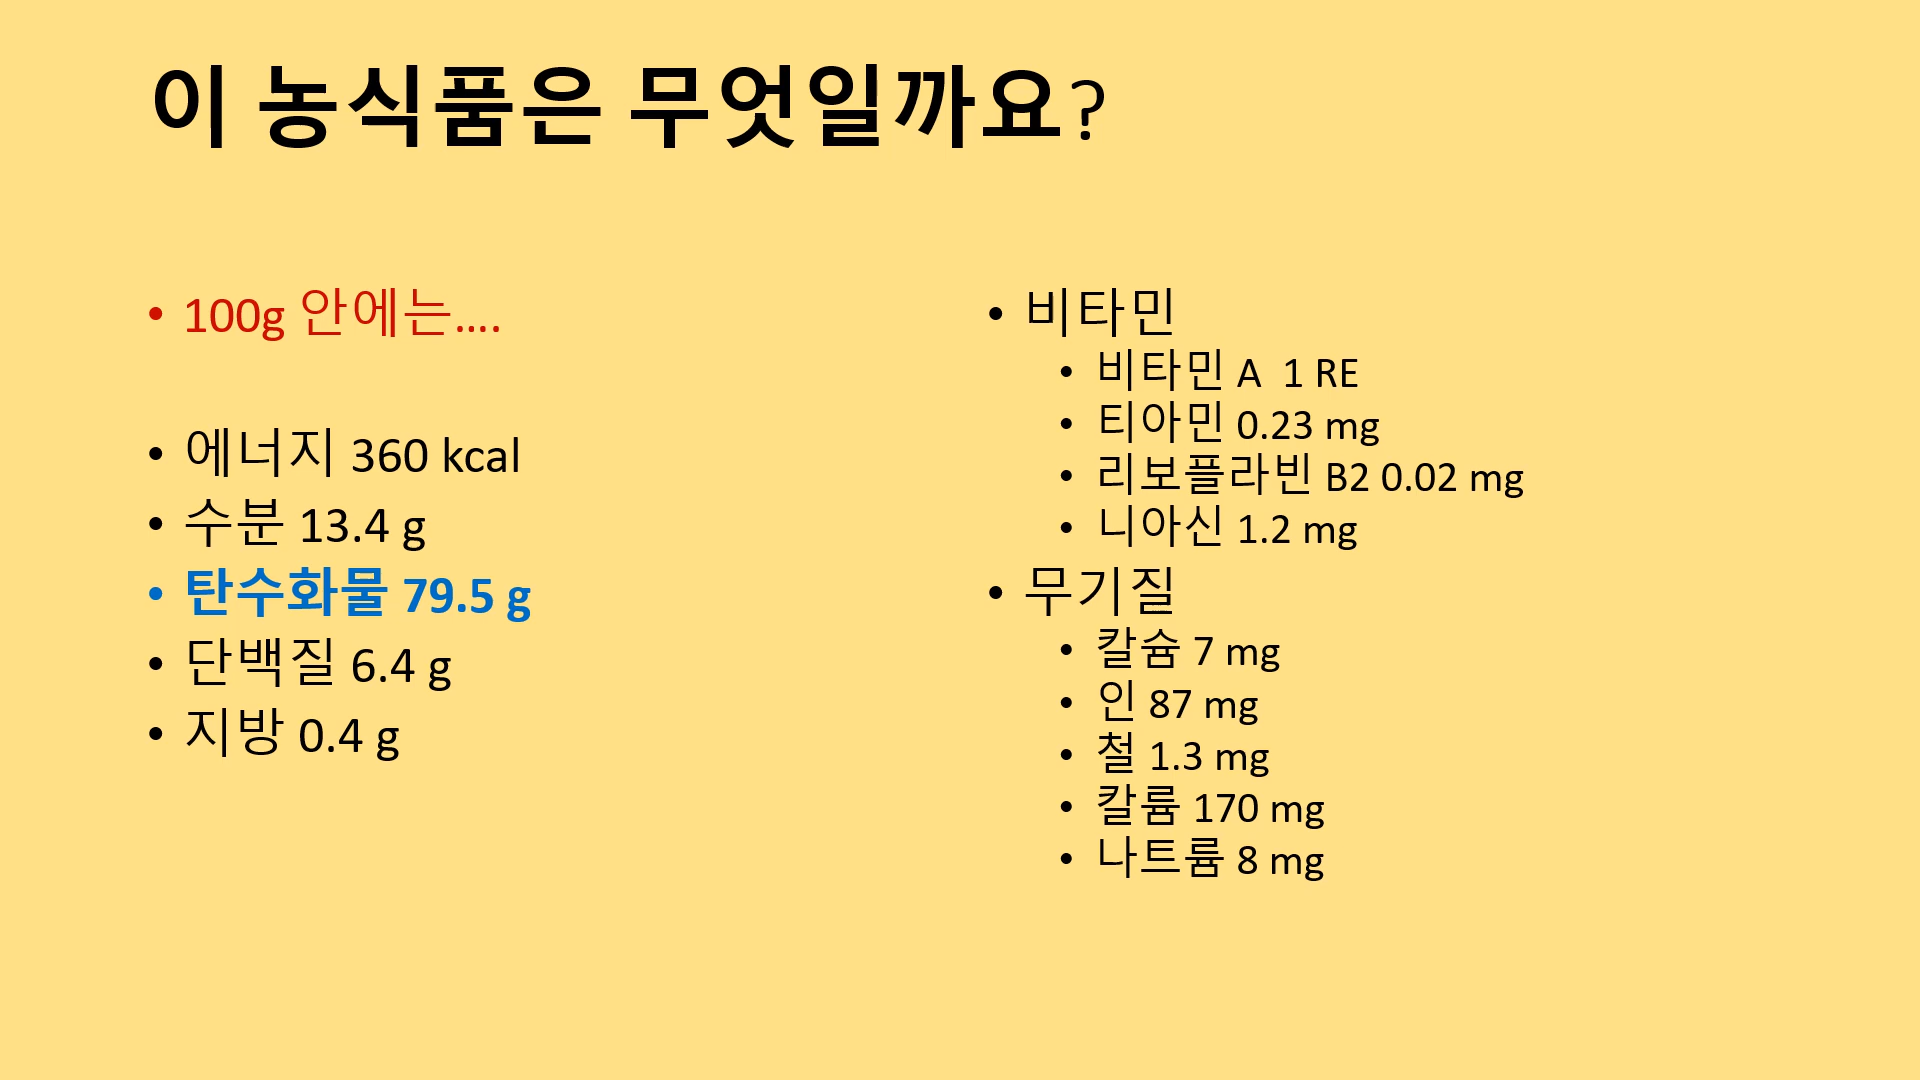 이 농식품은 무엇일까요?
• 100g 안에는….
• 에너지 360 kcal
• 수분 13.4 g
• 탄수화물 79.5 g
• 단백질 6.4 g
• 지방 0.4 g
• 비타민
• 비타민 A 1 RE
• 티아민 0.23 mg
• 리보플라빈 B2 0.02 mg
• 니아신 1.2 mg
• 무기질
• 칼슘 7 mg
• 인 87 mg
• 철 1.3 mg
• 칼륨 170 mg
• 나트륨 8 mg